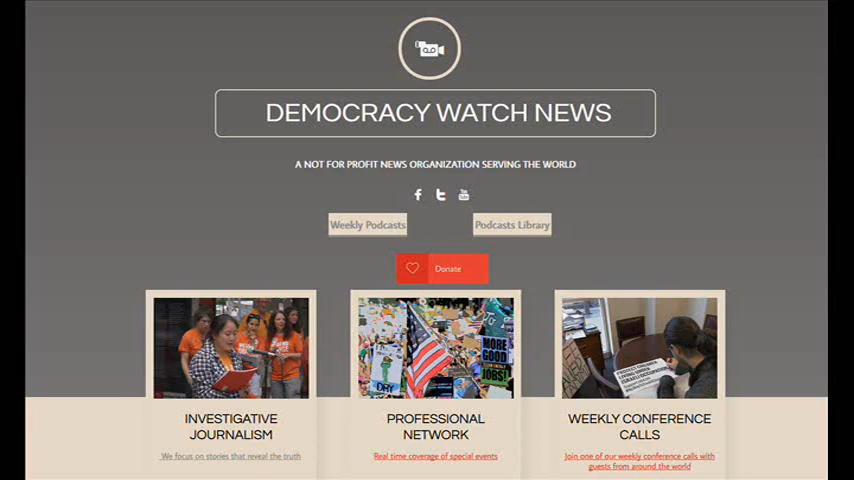 DEMOCRACY WATCH NEWS
A NOT FOR PROFIT NEWS ORGANIZATION SERVING THE WORLD
Weekly Podcasts
Podcasts Library
Donate
MORE
GOOD
JOBS!
DRY
INVESTIGATIVE
JOURNALISM
We focus on stories that reveal the truth
PROFESSIONAL
NETWORK
Real time coverage of special events
WEEKLY CONFERENCE
CALLS
Join one of our weekly conference calls with
guests from around the world